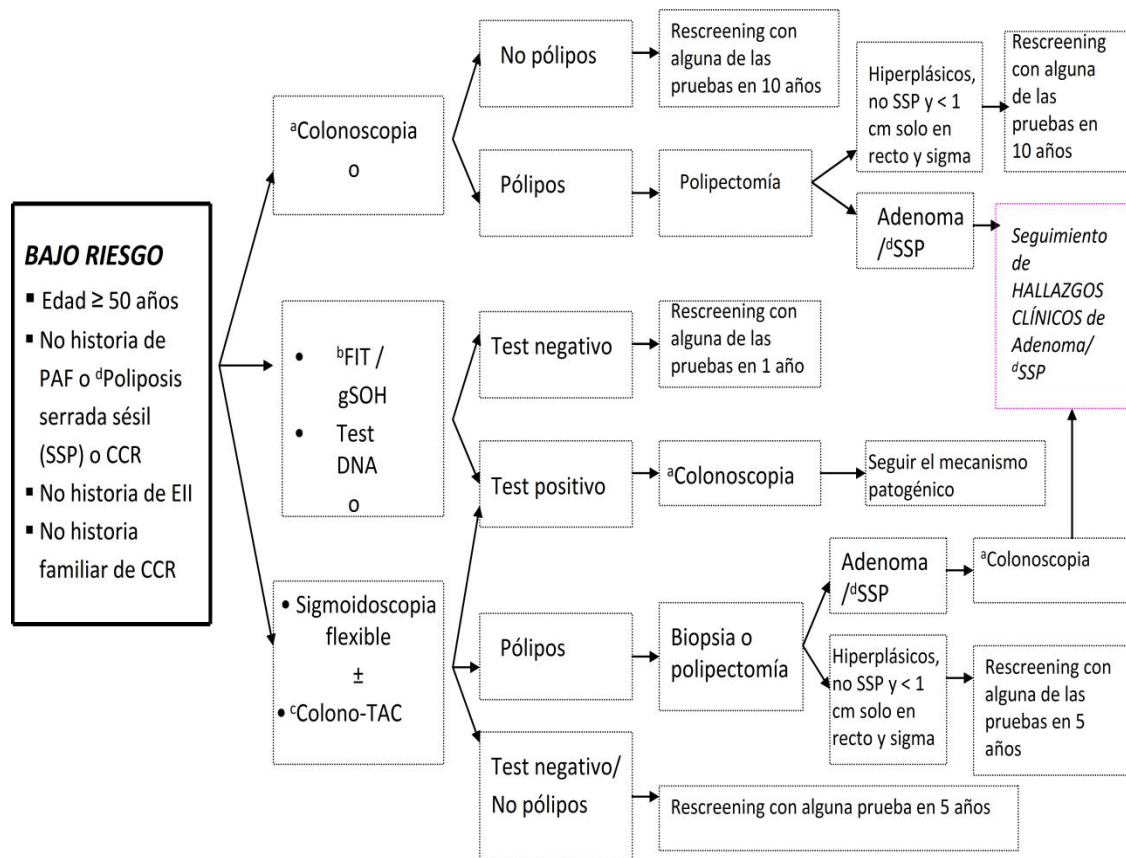 BAJO RIESGO
▪ Edad ≥ 50 años
▪ No historia de
PAF o ᵈPoliposis
serrada sésil
(SSP) o CCR
▪ No historia de EII
▪ No historia
familiar de CCR
ᵃColonoscopia
o
No pólipos
Rescreening con
alguna de las
pruebas en 10 años
Pólipos
Polipectomía
Hiperplásicos,
no SSP y < 1
cm solo en
recto y sigma
Rescreening
con alguna
de las
pruebas en
10 años
Adenoma
/ᵈSSP
Seguimiento
de
HALLAZGOS
CLÍNICOS de
Adenoma/
ᵈSSP
• ᵇFIT /
gSOH
• Test
DNA
o
Test negativo
Rescreening con
alguna de las
pruebas en 1 año
Test positivo
ᵃColonoscopia
Seguir el mecanismo
patogénico
• Sigmoidoscopia
flexible
±
• ᶜColono-TAC
Pólipos
Biopsia o
polipectomía
Adenoma
/ᵈSSP
ᵃColonoscopia
Hiperplásicos,
no SSP y < 1
cm solo en
recto y sigma
Rescreening con
alguna de las
pruebas en 5
años
Test negativo/
No pólipos
Rescreening con alguna prueba en 5 años